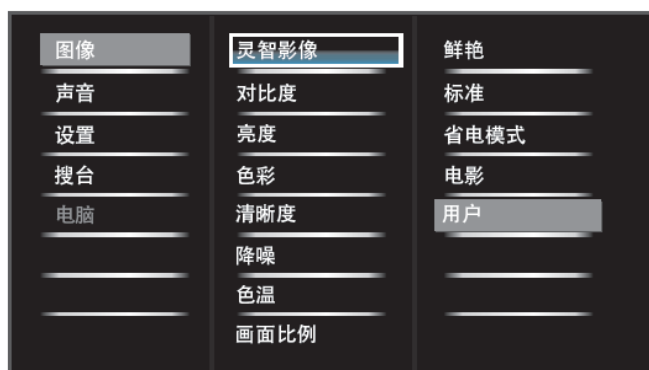 图像
声音
设置
搜台
电脑
灵智影像
对比度
亮度
色彩
清晰度
降噪
色温
画面比例
鲜艳
标准
省电模式
电影
用户